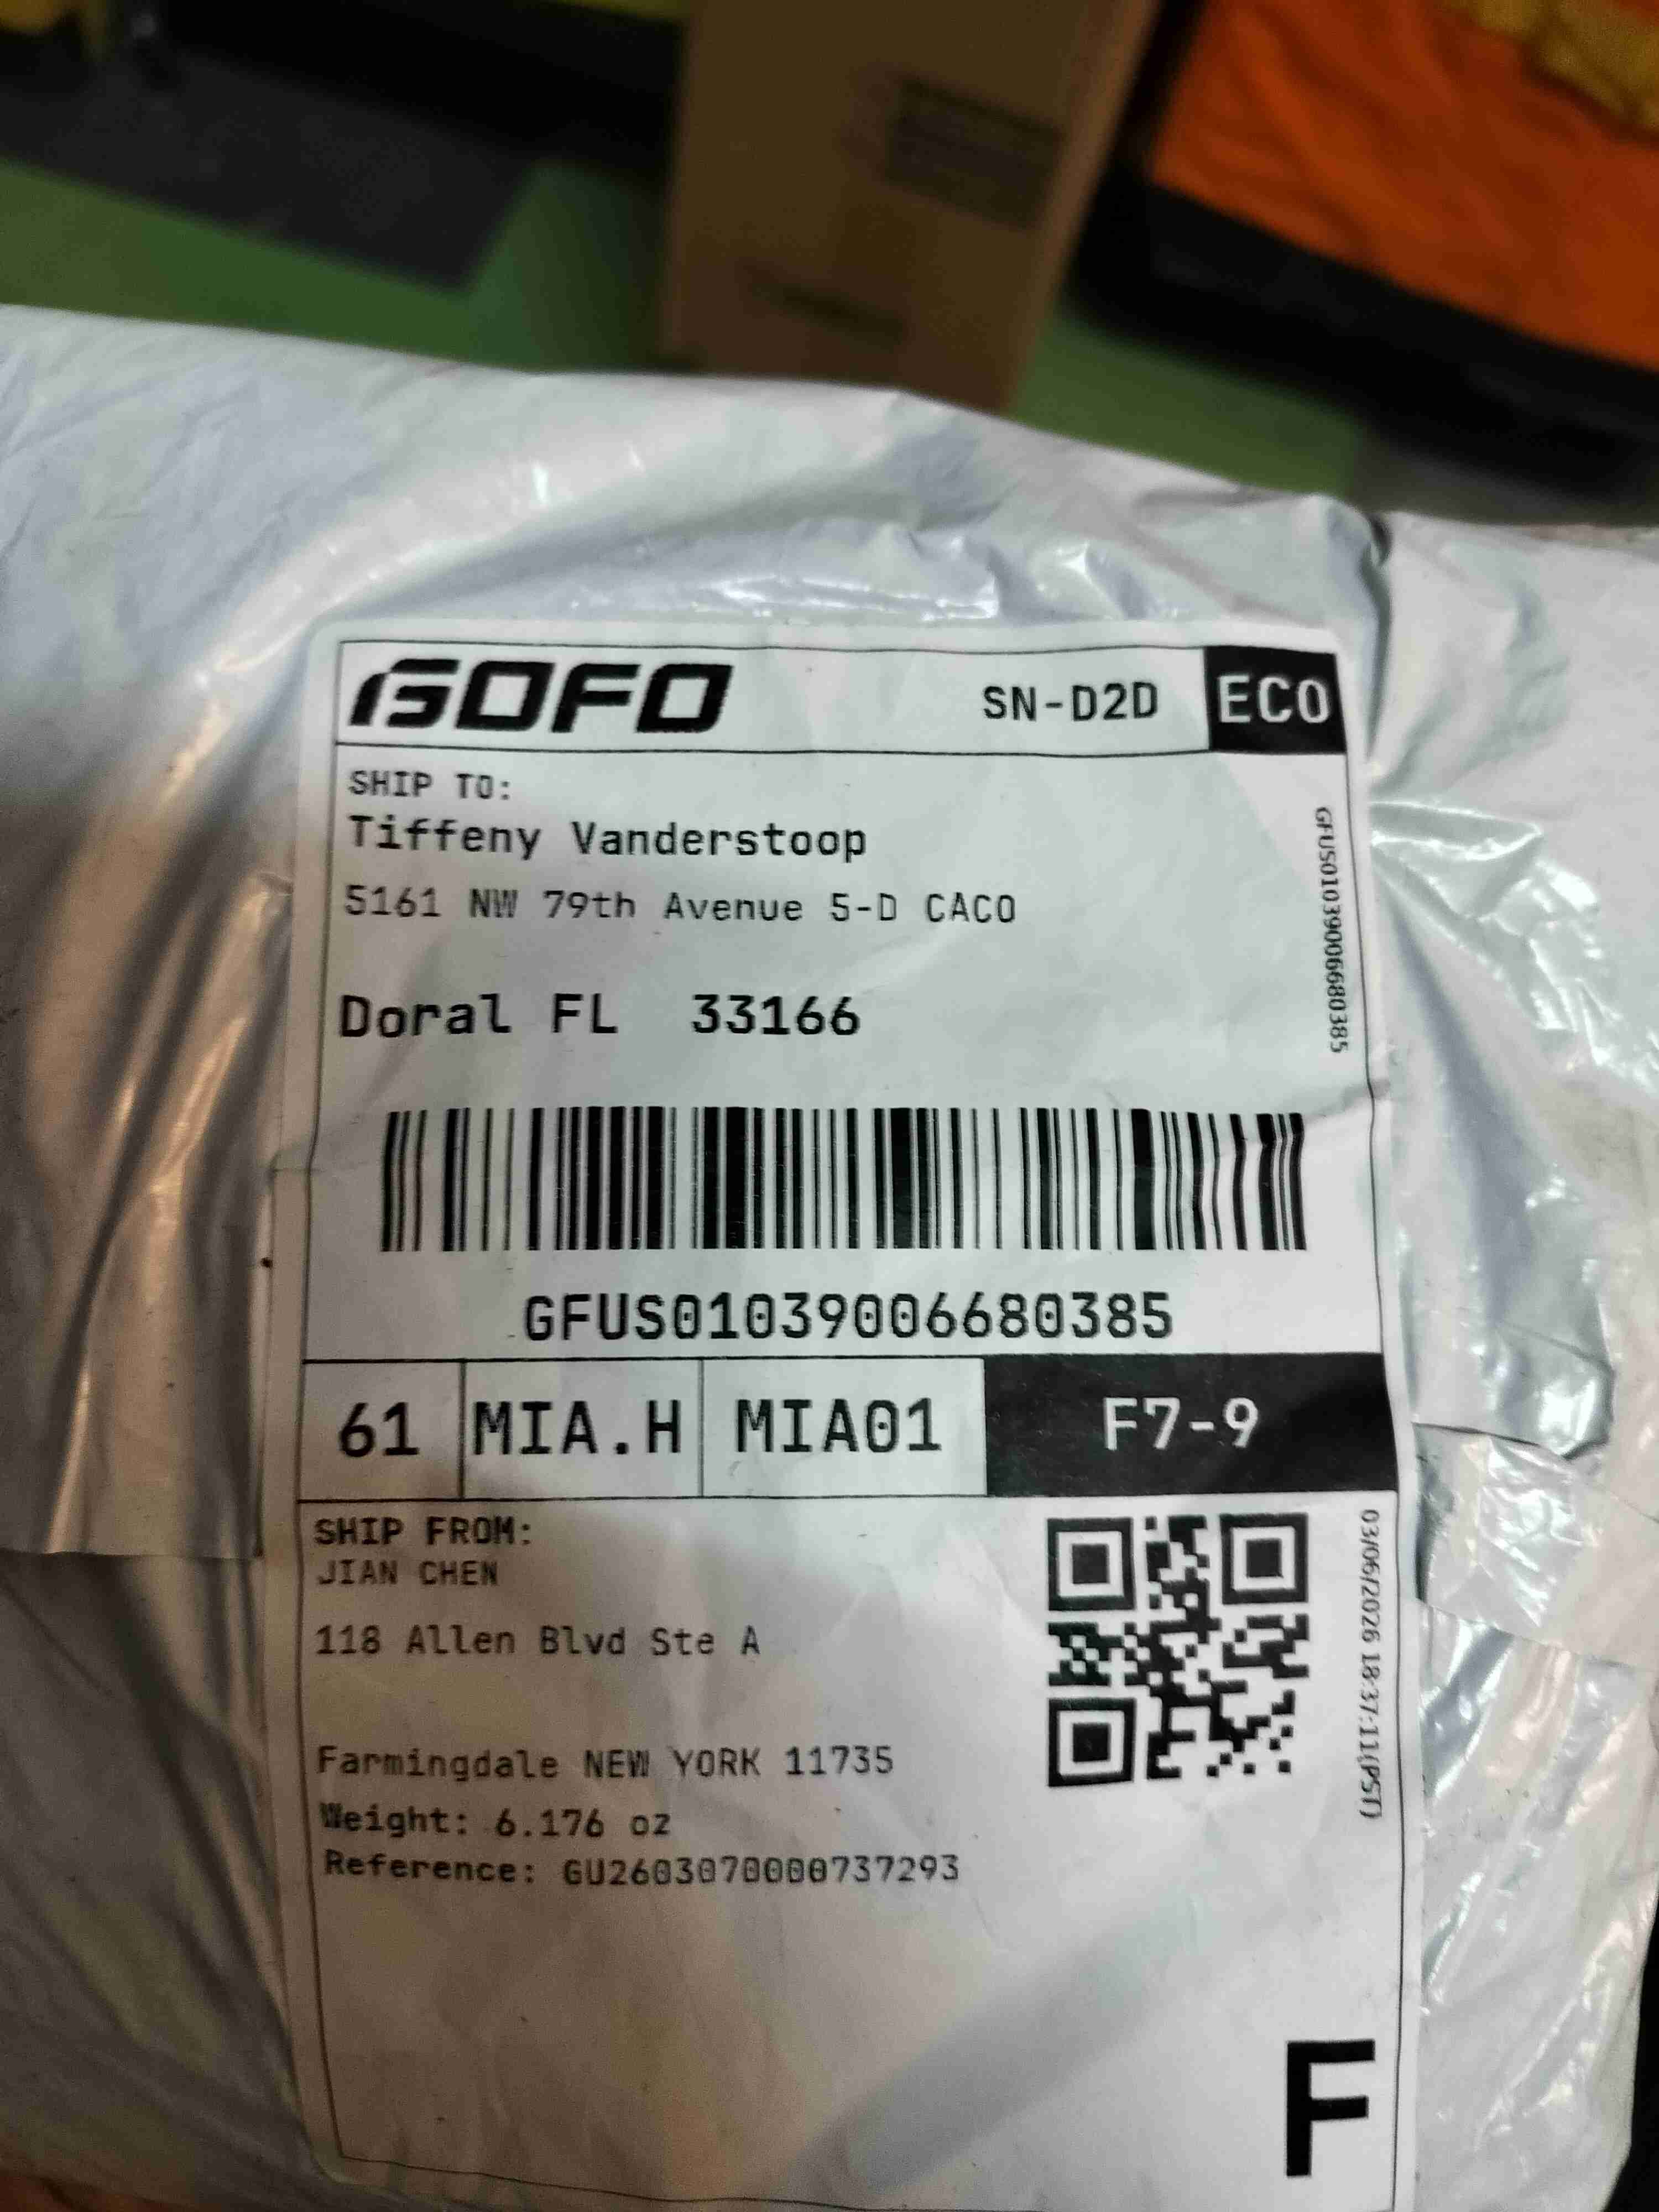 GOFO SN-D2D ECO
SHIP TO:
Tiffeny Vanderstoop
5161 NW 79th Avenue 5-D CACO
Doral FL 33166
GFUS01039006680385
GFUS01039006680385
61 MIA.H MIA01 F7-9
SHIP FROM:
JIAN CHEN
118 Allen Blvd Ste A
Farmingdale NEW YORK 11735
Weight: 6.176 oz
Reference: GU2603070000737293
03/06/2026 18:37:11(PST)
F